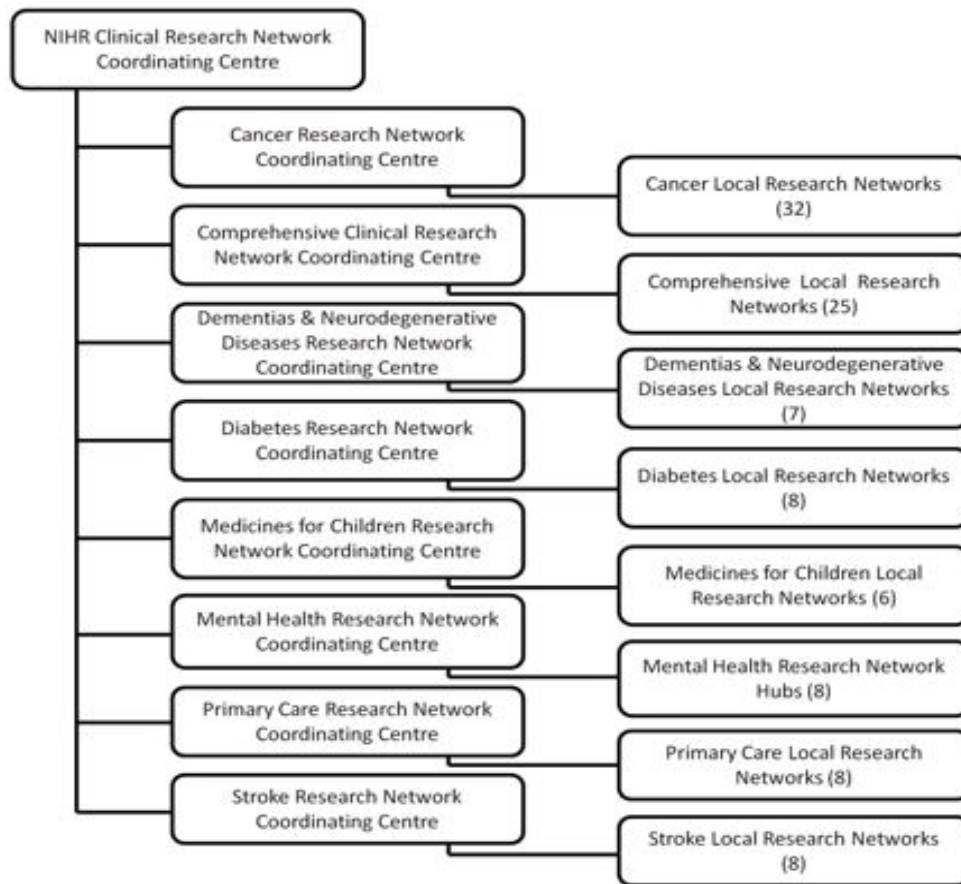 NIHR Clinical Research Network
Coordinating Centre
Cancer Research Network
Coordinating Centre
Cancer Local Research Networks
(32)
Comprehensive Clinical Research
Network Coordinating Centre
Comprehensive Local Research
Networks (25)
Dementias & Neurodegenerative
Diseases Research Network
Coordinating Centre
Dementias & Neurodegenerative
Diseases Local Research Networks
(7)
Diabetes Research Network
Coordinating Centre
Diabetes Local Research Networks
(8)
Medicines for Children Research
Network Coordinating Centre
Medicines for Children Local
Research Networks (6)
Mental Health Research Network
Coordinating Centre
Mental Health Research Network
Hubs (8)
Primary Care Research Network
Coordinating Centre
Primary Care Local Research
Networks (8)
Stroke Research Network
Coordinating Centre
Stroke Local Research Networks
(8)